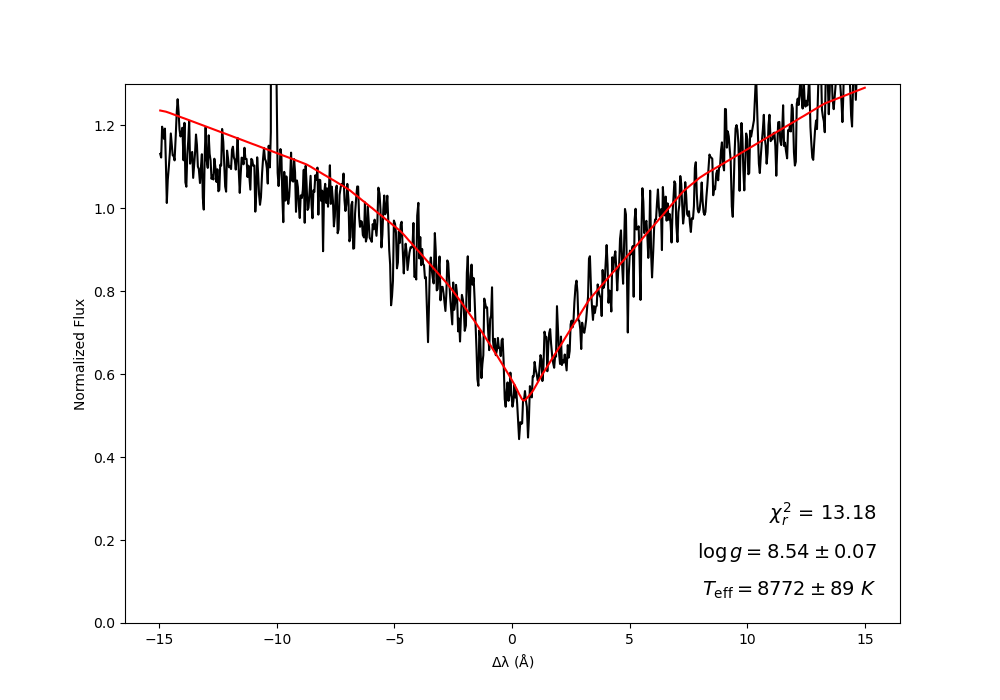 1.2
1.0
0.8
0.6
0.4
0.2
0.0
Normalized Flux
χ²ᵣ = 13.18
log g = 8.54 ± 0.07
T_eff = 8772 ± 89 K
−15 −10 −5 0 5 10 15
Δλ (Å)